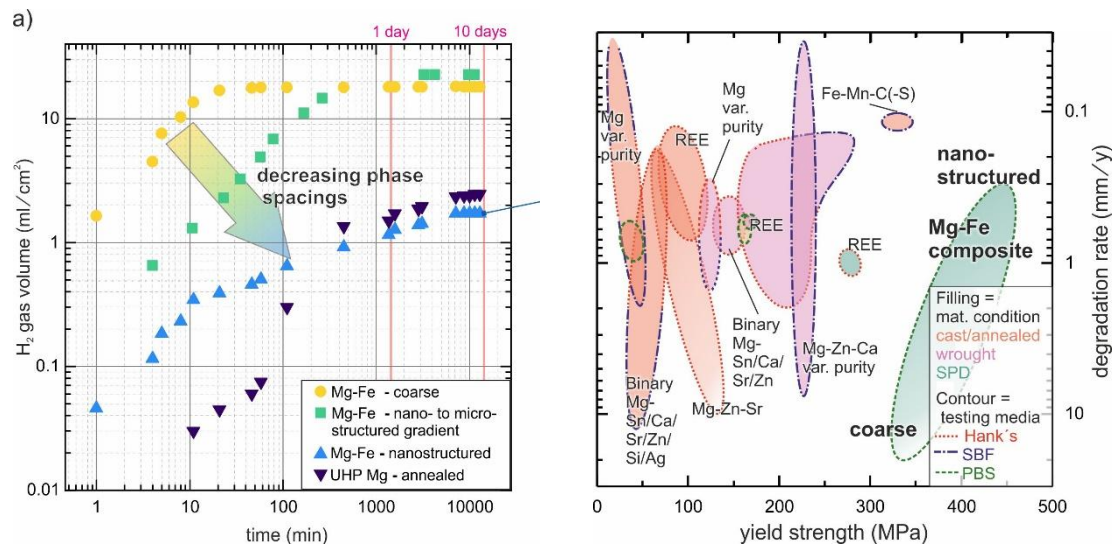 a)
1 day
10 days
H₂ gas volume (ml/cm²)
10
1
0.1
0.01
decreasing phase
spacings
Mg-Fe - coarse
Mg-Fe - nano- to micro-
structured gradient
Mg-Fe - nanostructured
UHP Mg - annealed
1
10
100
1000
10000
time (min)
Mg
var.
purity
REE
Mg
var.
purity
Fe-Mn-C(-S)
nano-
structured
Mg-Fe
composite
REE
REE
Binary
Mg-
Sn/Ca/
Sr/Zn/
Si/Ag
Mg-Zn-Sr
Binary
Mg-
Sn/Ca/
Sr/Zn
Mg-Zn-Ca
var. purity
coarse
Filling =
mat. condition
cast/annealed
wrought
SPD
Contour =
testing media
Hank´s
SBF
PBS
0.1
1
10
degradation rate (mm/y)
0
100
200
300
400
500
yield strength (MPa)